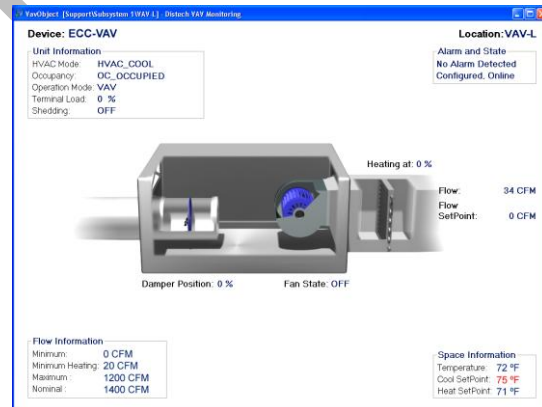 YavObject [Support\Subsystem 1\VAV-L] - Distech VAV Monitoring
Device: ECC-VAV
Location: VAV-L
Unit Information
HVAC Mode: HVAC_COOL
Occupancy: OC_OCCUPIED
Operation Mode: VAV
Terminal Load: 0 %
Shedding: OFF
Alarm and State
No Alarm Detected
Configured, Online
Heating at: 0 %
Flow: 34 CFM
Flow
SetPoint: 0 CFM
Damper Position: 0 %
Fan State: OFF
Flow Information
Minimum: 0 CFM
Minimum Heating: 20 CFM
Maximum : 1200 CFM
Nominal : 1400 CFM
Space Information
Temperature: 72 ºF
Cool SetPoint: 75 ºF
Heat SetPoint: 71 ºF